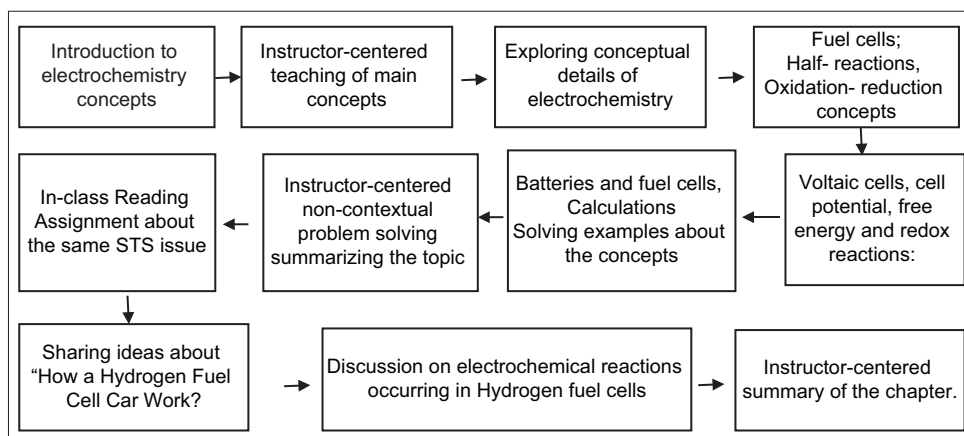 Introduction to
electrochemistry
concepts
Instructor-centered
teaching of main
concepts
Exploring conceptual
details of
electrochemistry
Fuel cells;
Half- reactions,
Oxidation- reduction
concepts
Voltaic cells, cell
potential, free
energy and redox
reactions:
Batteries and fuel cells,
Calculations
Solving examples about
the concepts
Instructor-centered
non-contextual
problem solving
summarizing the topic
In-class Reading
Assignment about
the same STS issue
Sharing ideas about
“How a Hydrogen Fuel
Cell Car Work?
Discussion on electrochemical reactions
occurring in Hydrogen fuel cells
Instructor-centered
summary of the chapter.